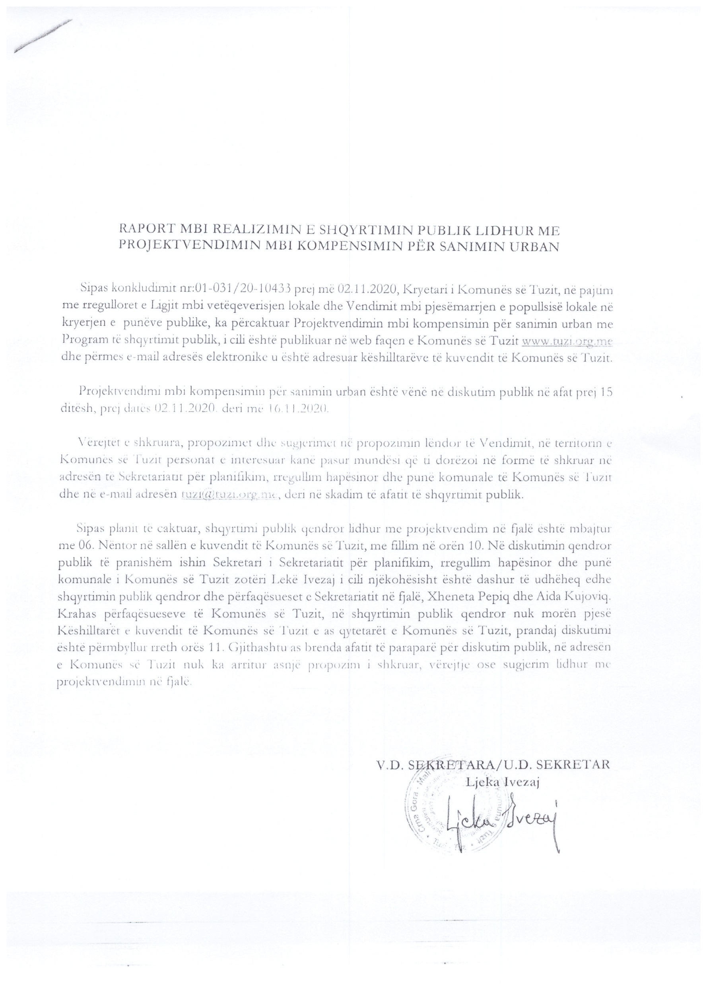 RAPORT MBI REALIZIMIN E SHQYRTIMIN PUBLIK LIDHUR ME
PROJEKTVENDIMIN MBI KOMPENSIMIN PËR SANIMIN URBAN
Sipas konkludimit nr:01-031/20-10433 prej më 02.11.2020, Kryetari i Komunës së Tuzit, në pajtim
me rregulloret e Ligjit mbi vetëqeverisjen lokale dhe Vendimit mbi pjesëmarrjen e popullsisë lokale në
kryerjen e punëve publike, ka përcaktuar Projektvendimin mbi kompensimin për sanimin urban me
Program të shqyrtimit publik, i cili është publikuar në web faqen e Komunës së Tuzit www.tuzi.org.me
dhe përmes e-mail adresës elektronike u është adresuar këshilltarëve të kuvendit të Komunës së Tuzit.
Projektvendimi mbi kompensimin për sanimin urban është vënë në diskutim publik në afat prej 15
ditësh, prej datës 02.11.2020. deri më 16.11.2020.
Vërejtët e shkruara, propozimet dhe sugjerimet në propozimin lëndor të Vendimit, në territorin e
Komunës së Tuzit personat e interesuar kanë pasur mundësi që ti dorëzoi në formë të shkruar në
adresën të Sekretariatit për planifikim, rregullim hapësinor dhe punë komunale të Komunës së Tuzit
dhe në e-mail adresën tuzi@tuzi.org.me, deri në skadim të afatit të shqyrtimit publik.
Sipas planit të caktuar, shqyrtimi publik qendror lidhur me projektvendim në fjalë është mbajtur
me 06. Nëntor në sallën e kuvendit të Komunës së Tuzit, me fillim në orën 10. Në diskutimin qendror
publik të pranishëm ishin Sekretari i Sekretariatit për planifikim, rregullim hapësinor dhe punë
komunale i Komunës së Tuzit zotëri Lekë Ivezaj i cili njëkohësisht është dashur të udhëheq edhe
shqyrtimin publik qendror dhe përfaqësueset e Sekretariatit në fjalë, Xheneta Pepiq dhe Aida Kujoviq.
Krahas përfaqësueseve të Komunës së Tuzit, në shqyrtimin publik qendror nuk morën pjesë
Këshilltarët e kuvendit të Komunës së Tuzit e as qytetarët e Komunës së Tuzit, prandaj diskutimi
është përmbyllur rreth orës 11. Gjithashtu as brenda afatit të paraparë për diskutim publik, në adresën
e Komunës së Tuzit nuk ka arritur asnjë propozim i shkruar, vërejtje ose sugjerim lidhur me
projektvendimin në fjalë.
V.D. SEKRETARA/U.D. SEKRETAR
Ljeka Ivezaj
Crna Gora - Mali
Komuna e Tuzit
Ljeka Ivezaj